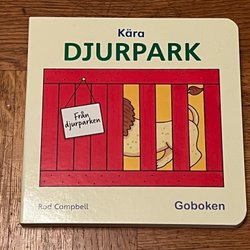 Kära
DJURPARK
Från
djurparken
Rod Campbell
Goboken